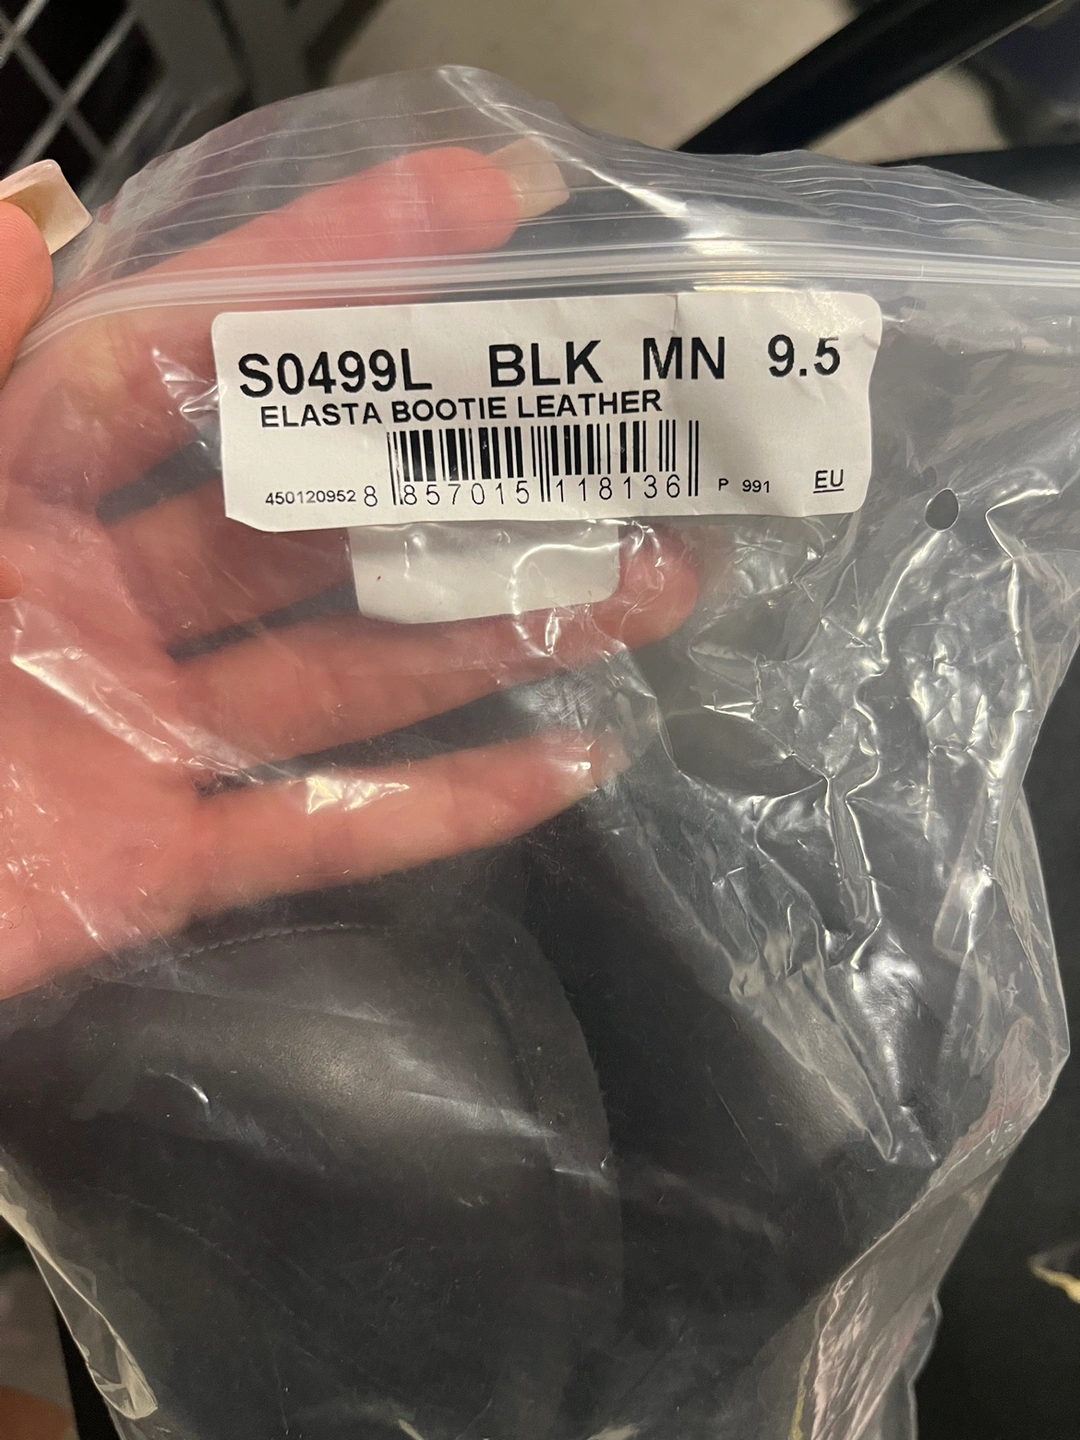 S0499L BLK MN 9.5
ELASTA BOOTIE LEATHER
450120952 8 857015 118136 P 991 EU